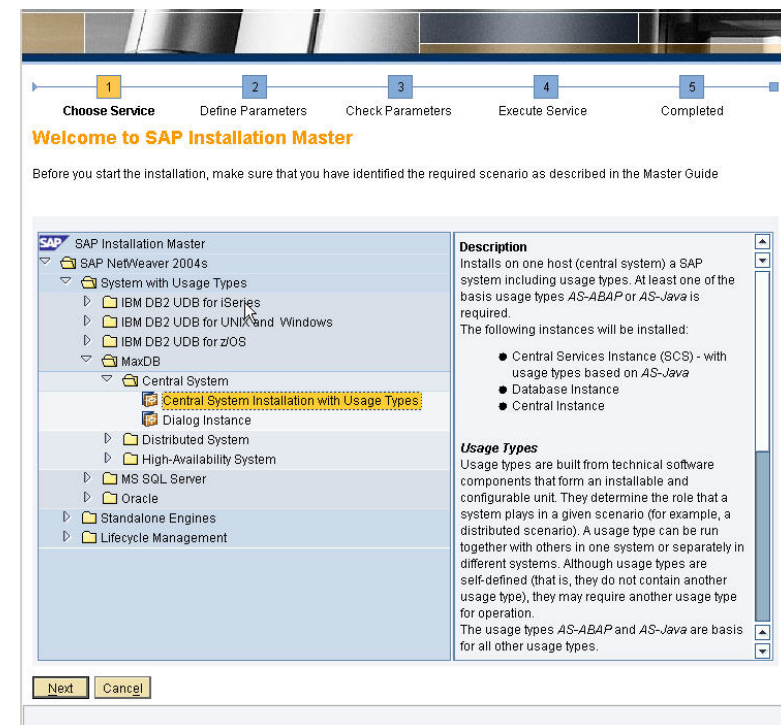 1
2
3
4
5
Choose Service
Define Parameters
Check Parameters
Execute Service
Completed
Welcome to SAP Installation Master
Before you start the installation, make sure that you have identified the required scenario as described in the Master Guide
SAP SAP Installation Master
SAP NetWeaver 2004s
System with Usage Types
IBM DB2 UDB for iSeries
IBM DB2 UDB for UNIX and Windows
IBM DB2 UDB for z/OS
MaxDB
Central System
Central System Installation with Usage Types
Dialog Instance
Distributed System
High-Availability System
MS SQL Server
Oracle
Standalone Engines
Lifecycle Management
Description
Installs on one host (central system) a SAP
system including usage types. At least one of the
basis usage types AS-ABAP or AS-Java is
required.
The following instances will be installed:
Central Services Instance (SCS) - with
usage types based on AS-Java
Database Instance
Central Instance
Usage Types
Usage types are built from technical software
components that form an installable and
configurable unit. They determine the role that a
system plays in a given scenario (for example, a
distributed scenario). A usage type can be run
together with others in one system or separately in
different systems. Although usage types are
self-defined (that is, they do not contain another
usage type), they may require another usage type
for operation.
The usage types AS-ABAP and AS-Java are basis
for all other usage types.
Next
Cancel